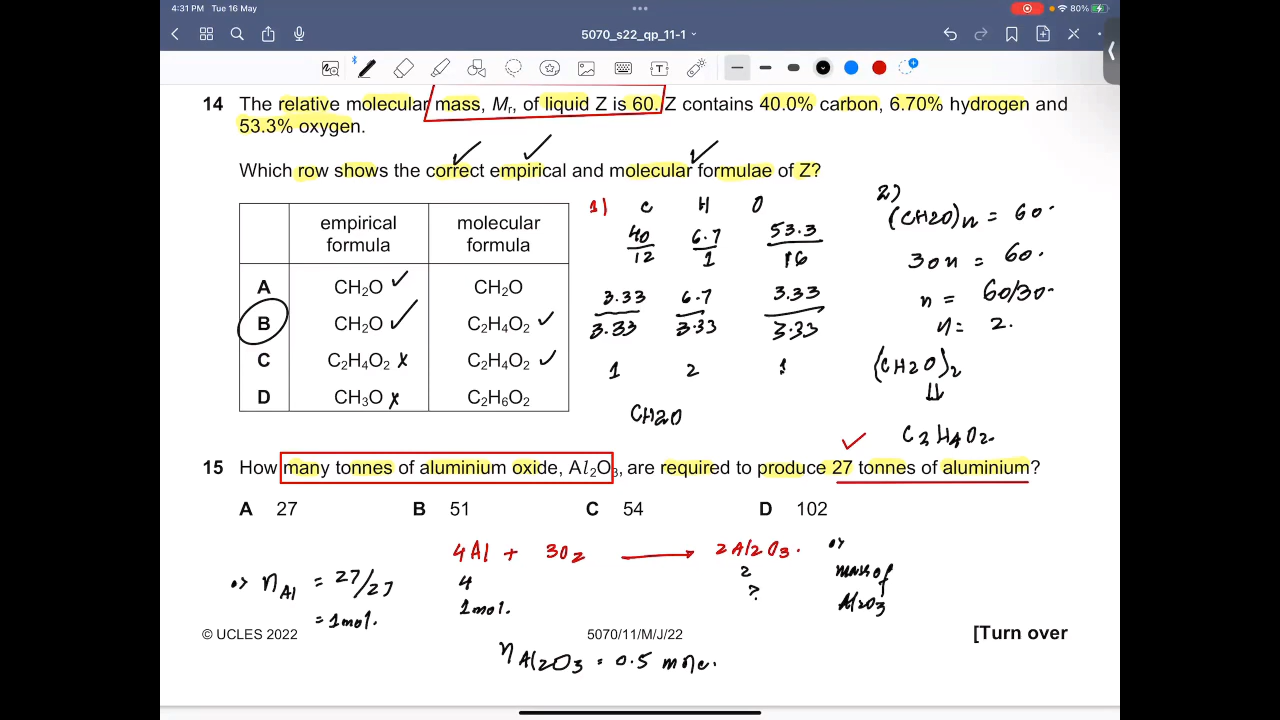 4:31 PM Tue 16 May
80%
5070_s22_qp_11-1
14 The relative molecular mass, Mr, of liquid Z is 60. Z contains 40.0% carbon, 6.70% hydrogen and
53.3% oxygen.
Which row shows the correct empirical and molecular formulae of Z?
empirical formula molecular formula
A CH2O CH2O
B CH2O C2H4O2
C C2H4O2 C2H4O2
D CH3O C2H6O2
1) C H O
40/12 6.7/1 53.3/16
3.33/3.33 6.7/3.33 3.33/3.33
1 2 1
CH2O
2)
(CH2O)n = 60.
30n = 60.
n = 60/30.
n = 2.
(CH2O)2
⇓
C2H4O2.
15 How many tonnes of aluminium oxide, Al2O3, are required to produce 27 tonnes of aluminium?
A 27 B 51 C 54 D 102
4Al + 3O2 → 2Al2O3.
4 2
1mol. ?
nAl = 27/27
= 1mol.
mass of
Al2O3
© UCLES 2022 5070/11/M/J/22 [Turn over
nAl2O3 = 0.5 mole.